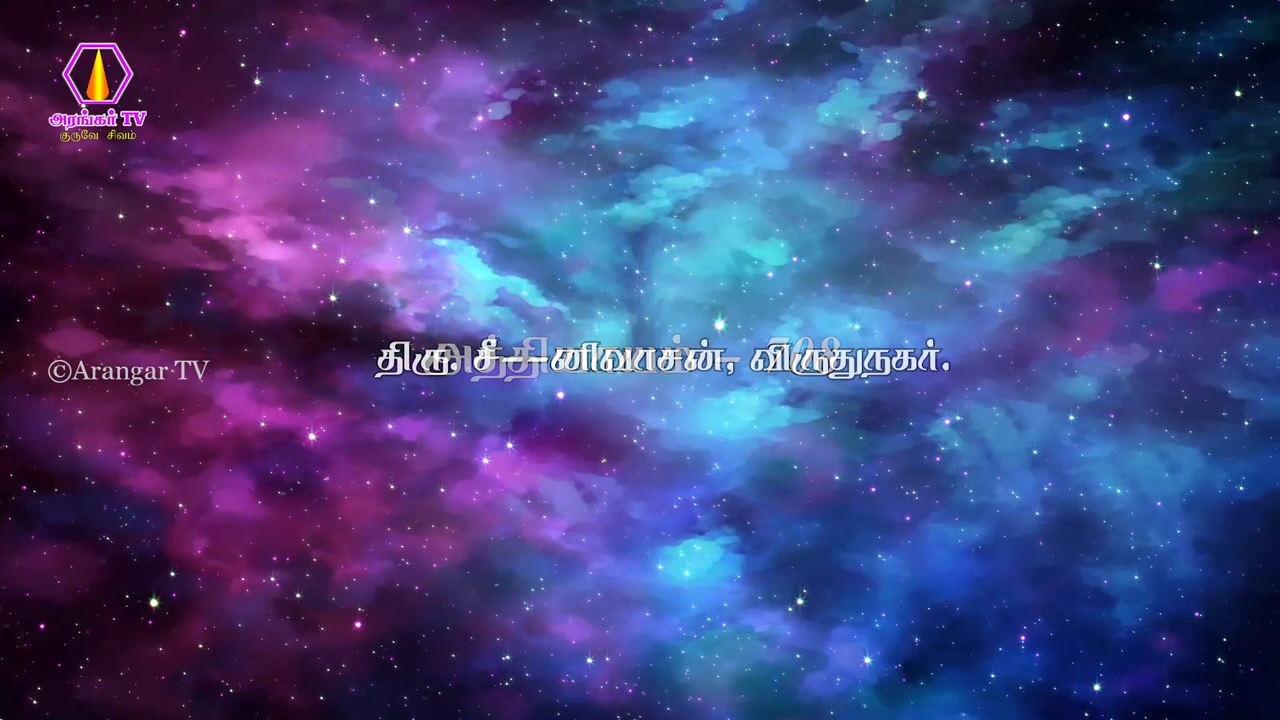 அரங்கர் TV
குருவே சிவம்
©Arangar TV
திரு. சீனிவாசன், விருதுநகர்.